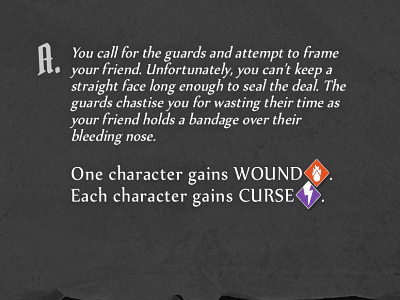 A. You call for the guards and attempt to frame
your friend. Unfortunately, you can't keep a
straight face long enough to seal the deal. The
guards chastise you for wasting their time as
your friend holds a bandage over their
bleeding nose.
One character gains WOUND.
Each character gains CURSE.